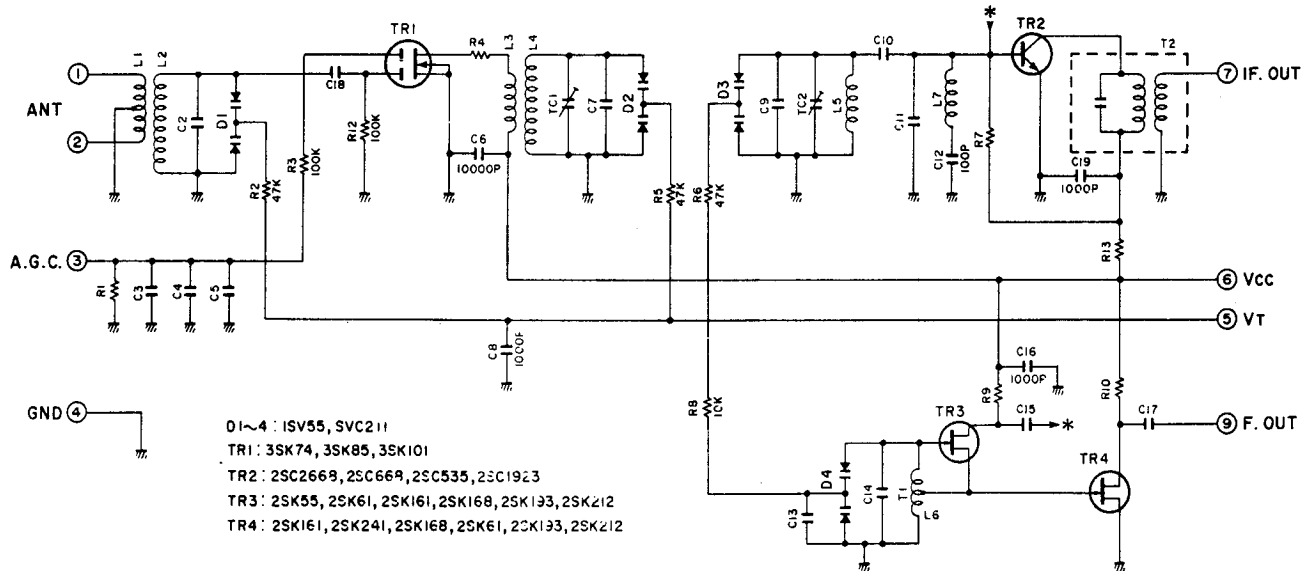 *
TR1
TR2
T2
L1
L2
L3
L4
R4
C10
① 
⑦ IF. OUT
ANT
C18
C2
D1
TC1
C7
D2
D3
C9
TC2
L5
C11
L7
R7
②
R12
100K
C6
10000P
C12
100P
C19
1000P
R2
47K
R3
100K
R5
47K
R6
47K
A.G.C. ③
R13
R1
C3
C4
C5
⑥ VCC
⑤ VT
C8
1000P
C16
1000P
R9
R10
R8
10K
GND ④
TR3
C15
*
C17
⑨ F. OUT
D1~4: 1SV55, SVC211
TR1: 3SK74, 3SK85, 3SK101
TR2: 2SC2668, 2SC668, 2SC535, 2SC1923
TR3: 2SK55, 2SK61, 2SK161, 2SK168, 2SK193, 2SK212
TR4: 2SK161, 2SK241, 2SK168, 2SK61, 2SK193, 2SK212
D4
C14
T1
L6
C13
TR4